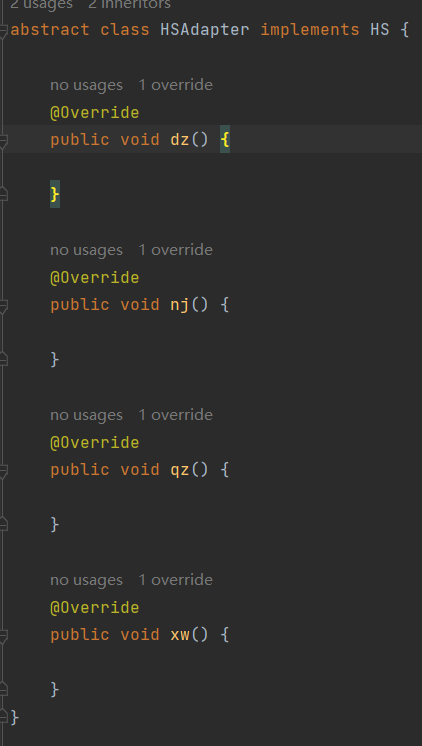 2 usages 2 inheritors
abstract class HSAdapter implements HS {
no usages 1 override
@Override
public void dz() {
}
no usages 1 override
@Override
public void nj() {
}
no usages 1 override
@Override
public void qz() {
}
no usages 1 override
@Override
public void xw() {
}
}